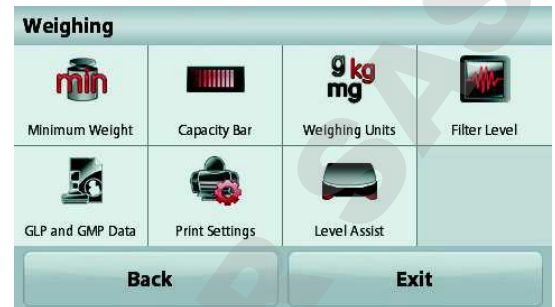 Weighing
min
g kg
mg
Minimum Weight
Capacity Bar
Weighing Units
Filter Level
GLP and GMP Data
Print Settings
Level Assist
Back
Exit